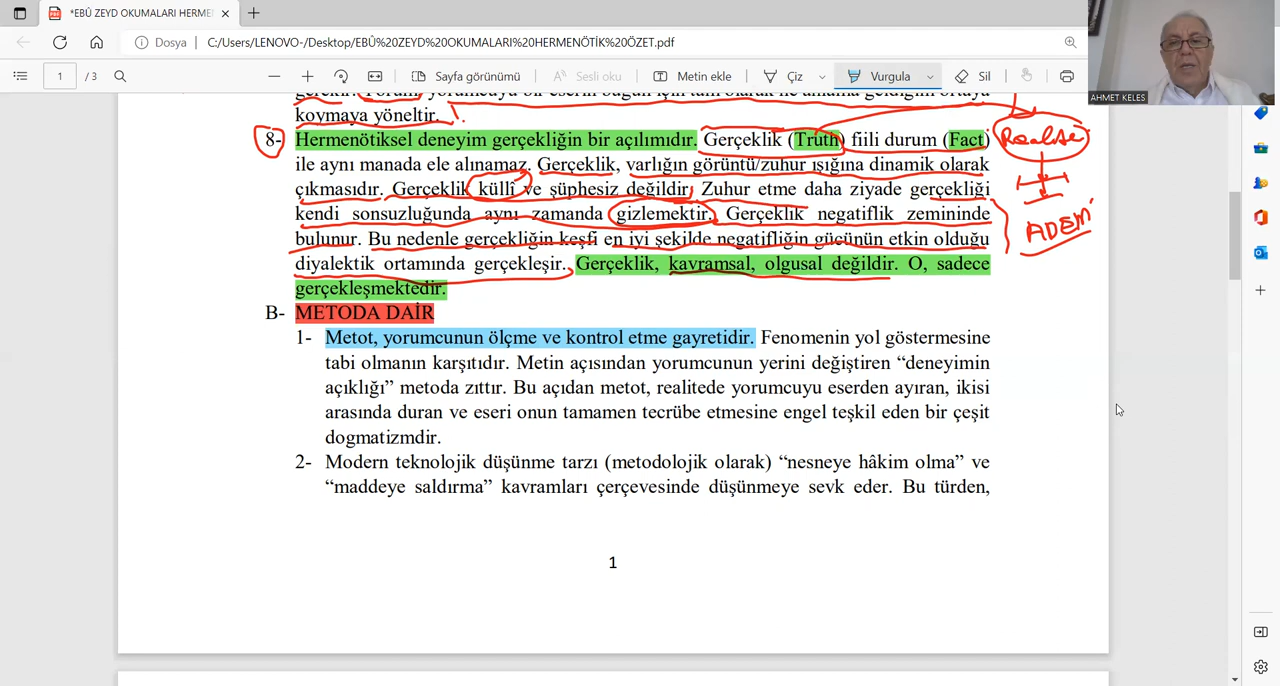 *EBÛ ZEYD OKUMALARI HERME
Dosya C:/Users/LENOVO-/Desktop/EBÛ%20ZEYD%20OKUMALARI%20HERMENÖTİK%20ÖZET.pdf
1 / 3 Sayfa görünümü Sesli oku Metin ekle Çiz Vurgula Sil
AHMET KELES
koymaya yöneltir.
8- Hermenötiksel deneyim gerçekliğin bir açılımıdır. Gerçeklik (Truth) fiili durum (Fact)
Realite
ile aynı manada ele alınamaz. Gerçeklik, varlığın görüntü/zuhur ışığına dinamik olarak
çıkmasıdır. Gerçeklik küllî ve şüphesiz değildir. Zuhur etme daha ziyade gerçekliği
kendi sonsuzluğunda aynı zamanda gizlemektir. Gerçeklik negatiflik zemininde
ADEM
bulunur. Bu nedenle gerçekliğin keşfi en iyi şekilde negatifliğin gücünün etkin olduğu
diyalektik ortamında gerçekleşir. Gerçeklik, kavramsal, olgusal değildir. O, sadece
gerçekleşmektedir.
B- METODA DAİR
1- Metot, yorumcunun ölçme ve kontrol etme gayretidir. Fenomenin yol göstermesine
tabi olmanın karşıtıdır. Metin açısından yorumcunun yerini değiştiren “deneyimin
açıklığı” metoda zıttır. Bu açıdan metot, realitede yorumcuyu eserden ayıran, ikisi
arasında duran ve eseri onun tamamen tecrübe etmesine engel teşkil eden bir çeşit
dogmatizmdir.
2- Modern teknolojik düşünme tarzı (metodolojik olarak) “nesneye hâkim olma” ve
“maddeye saldırma” kavramları çerçevesinde düşünmeye sevk eder. Bu türden,
1